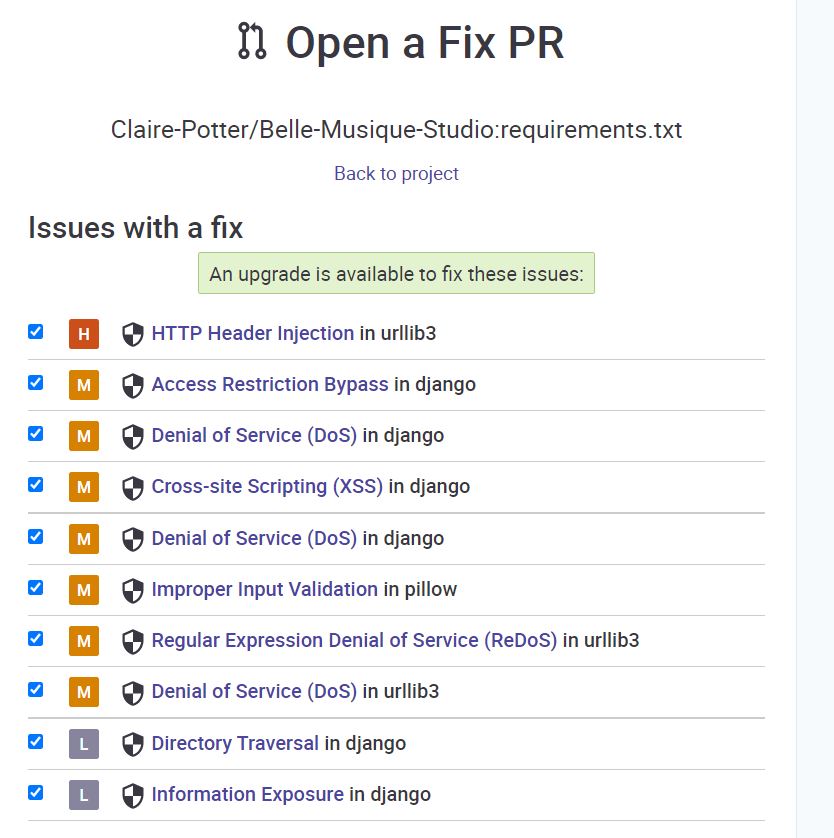 Open a Fix PR
Claire-Potter/Belle-Musique-Studio:requirements.txt
Back to project
Issues with a fix
An upgrade is available to fix these issues:
H HTTP Header Injection in urllib3
M Access Restriction Bypass in django
M Denial of Service (DoS) in django
M Cross-site Scripting (XSS) in django
M Denial of Service (DoS) in django
M Improper Input Validation in pillow
M Regular Expression Denial of Service (ReDoS) in urllib3
M Denial of Service (DoS) in urllib3
L Directory Traversal in django
L Information Exposure in django